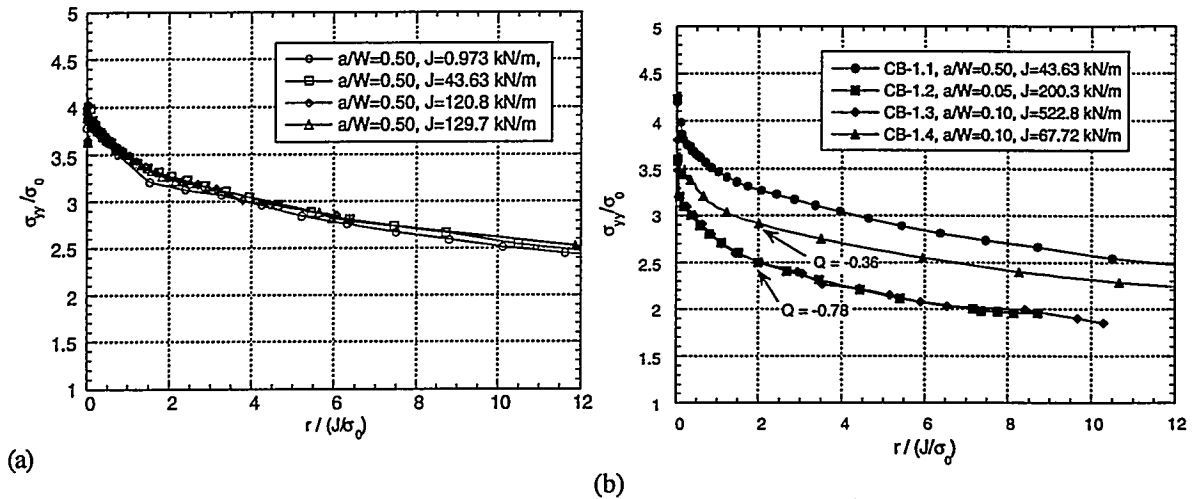 5
4.5
4
3.5
3
2.5
2
1.5
1
σyy/σ0
a/W=0.50, J=0.973 kN/m,
a/W=0.50, J=43.63 kN/m
a/W=0.50, J=120.8 kN/m
a/W=0.50, J=129.7 kN/m
0 2 4 6 8 10 12
r / (J/σ0)
(a)
5
4.5
4
3.5
3
2.5
2
1.5
1
σyy/σ0
CB-1.1, a/W=0.50, J=43.63 kN/m
CB-1.2, a/W=0.05, J=200.3 kN/m
CB-1.3, a/W=0.10, J=522.8 kN/m
CB-1.4, a/W=0.10, J=67.72 kN/m
Q = -0.36
Q = -0.78
0 2 4 6 8 10 12
r / (J/σ0)
(b)